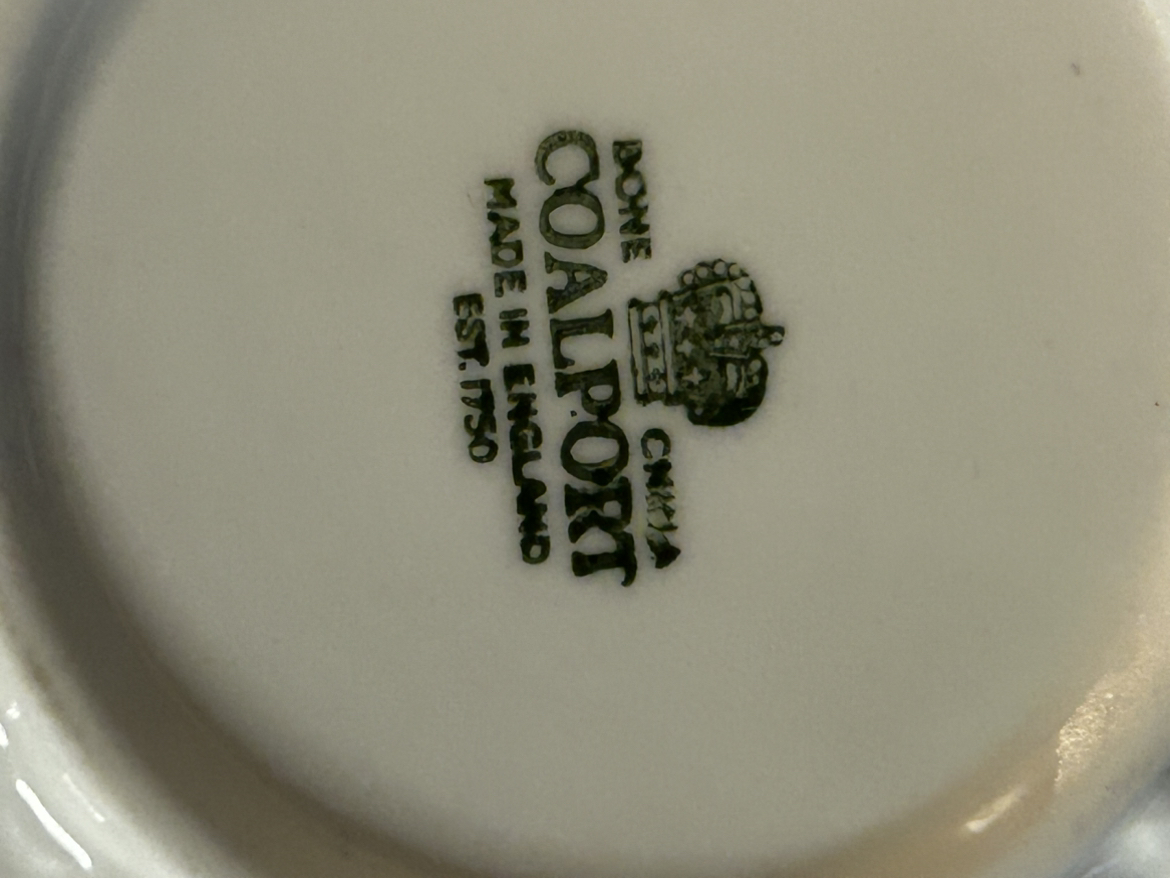 BONE CHINA
COALPORT
MADE IN ENGLAND
EST. 1750